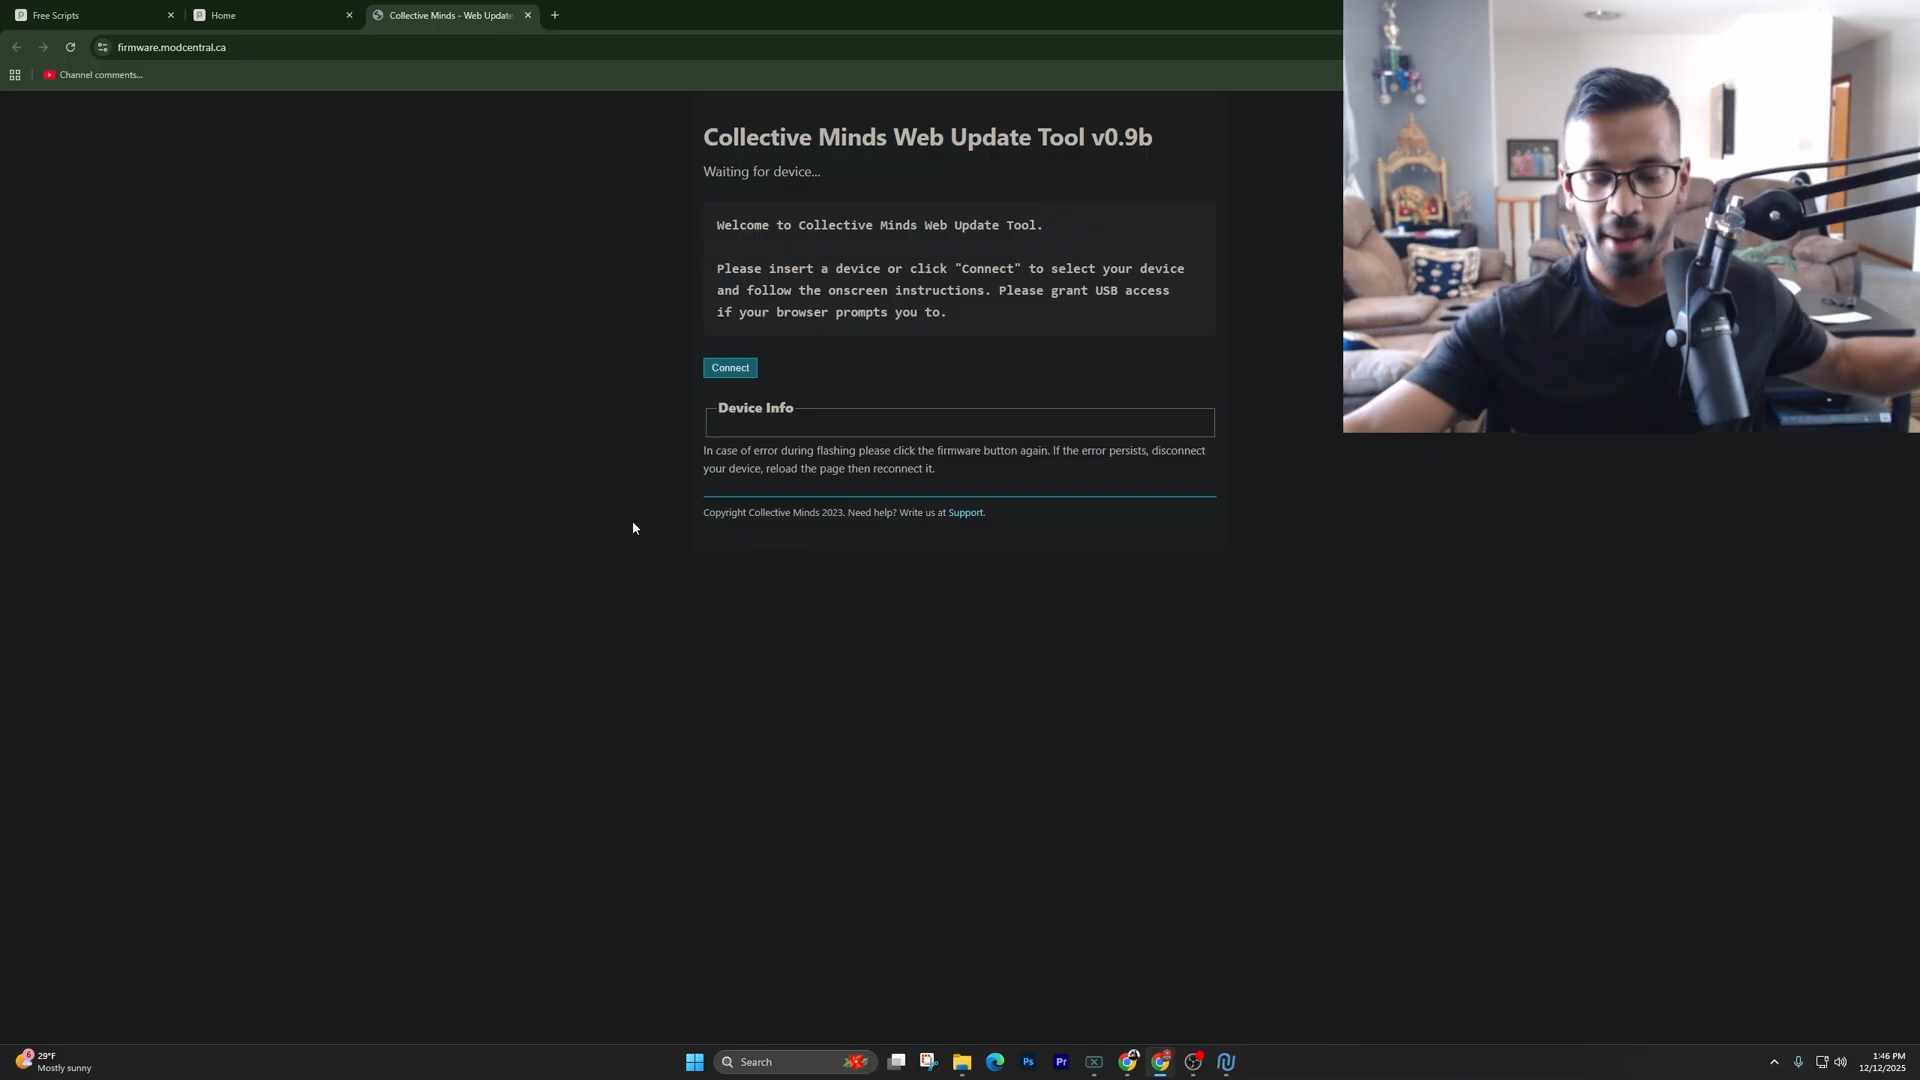 Free Scripts
Home
Collective Minds - Web Update
firmware.modcentral.ca
Channel comments...
Collective Minds Web Update Tool v0.9b
Waiting for device...
Welcome to Collective Minds Web Update Tool.
Please insert a device or click "Connect" to select your device
and follow the onscreen instructions. Please grant USB access
if your browser prompts you to.
Connect
Device Info
In case of error during flashing please click the firmware button again. If the error persists, disconnect
your device, reload the page then reconnect it.
Copyright Collective Minds 2023. Need help? Write us at Support.
6
29°F
Mostly sunny
Search
Ps
Pr
1:46 PM
12/12/2025